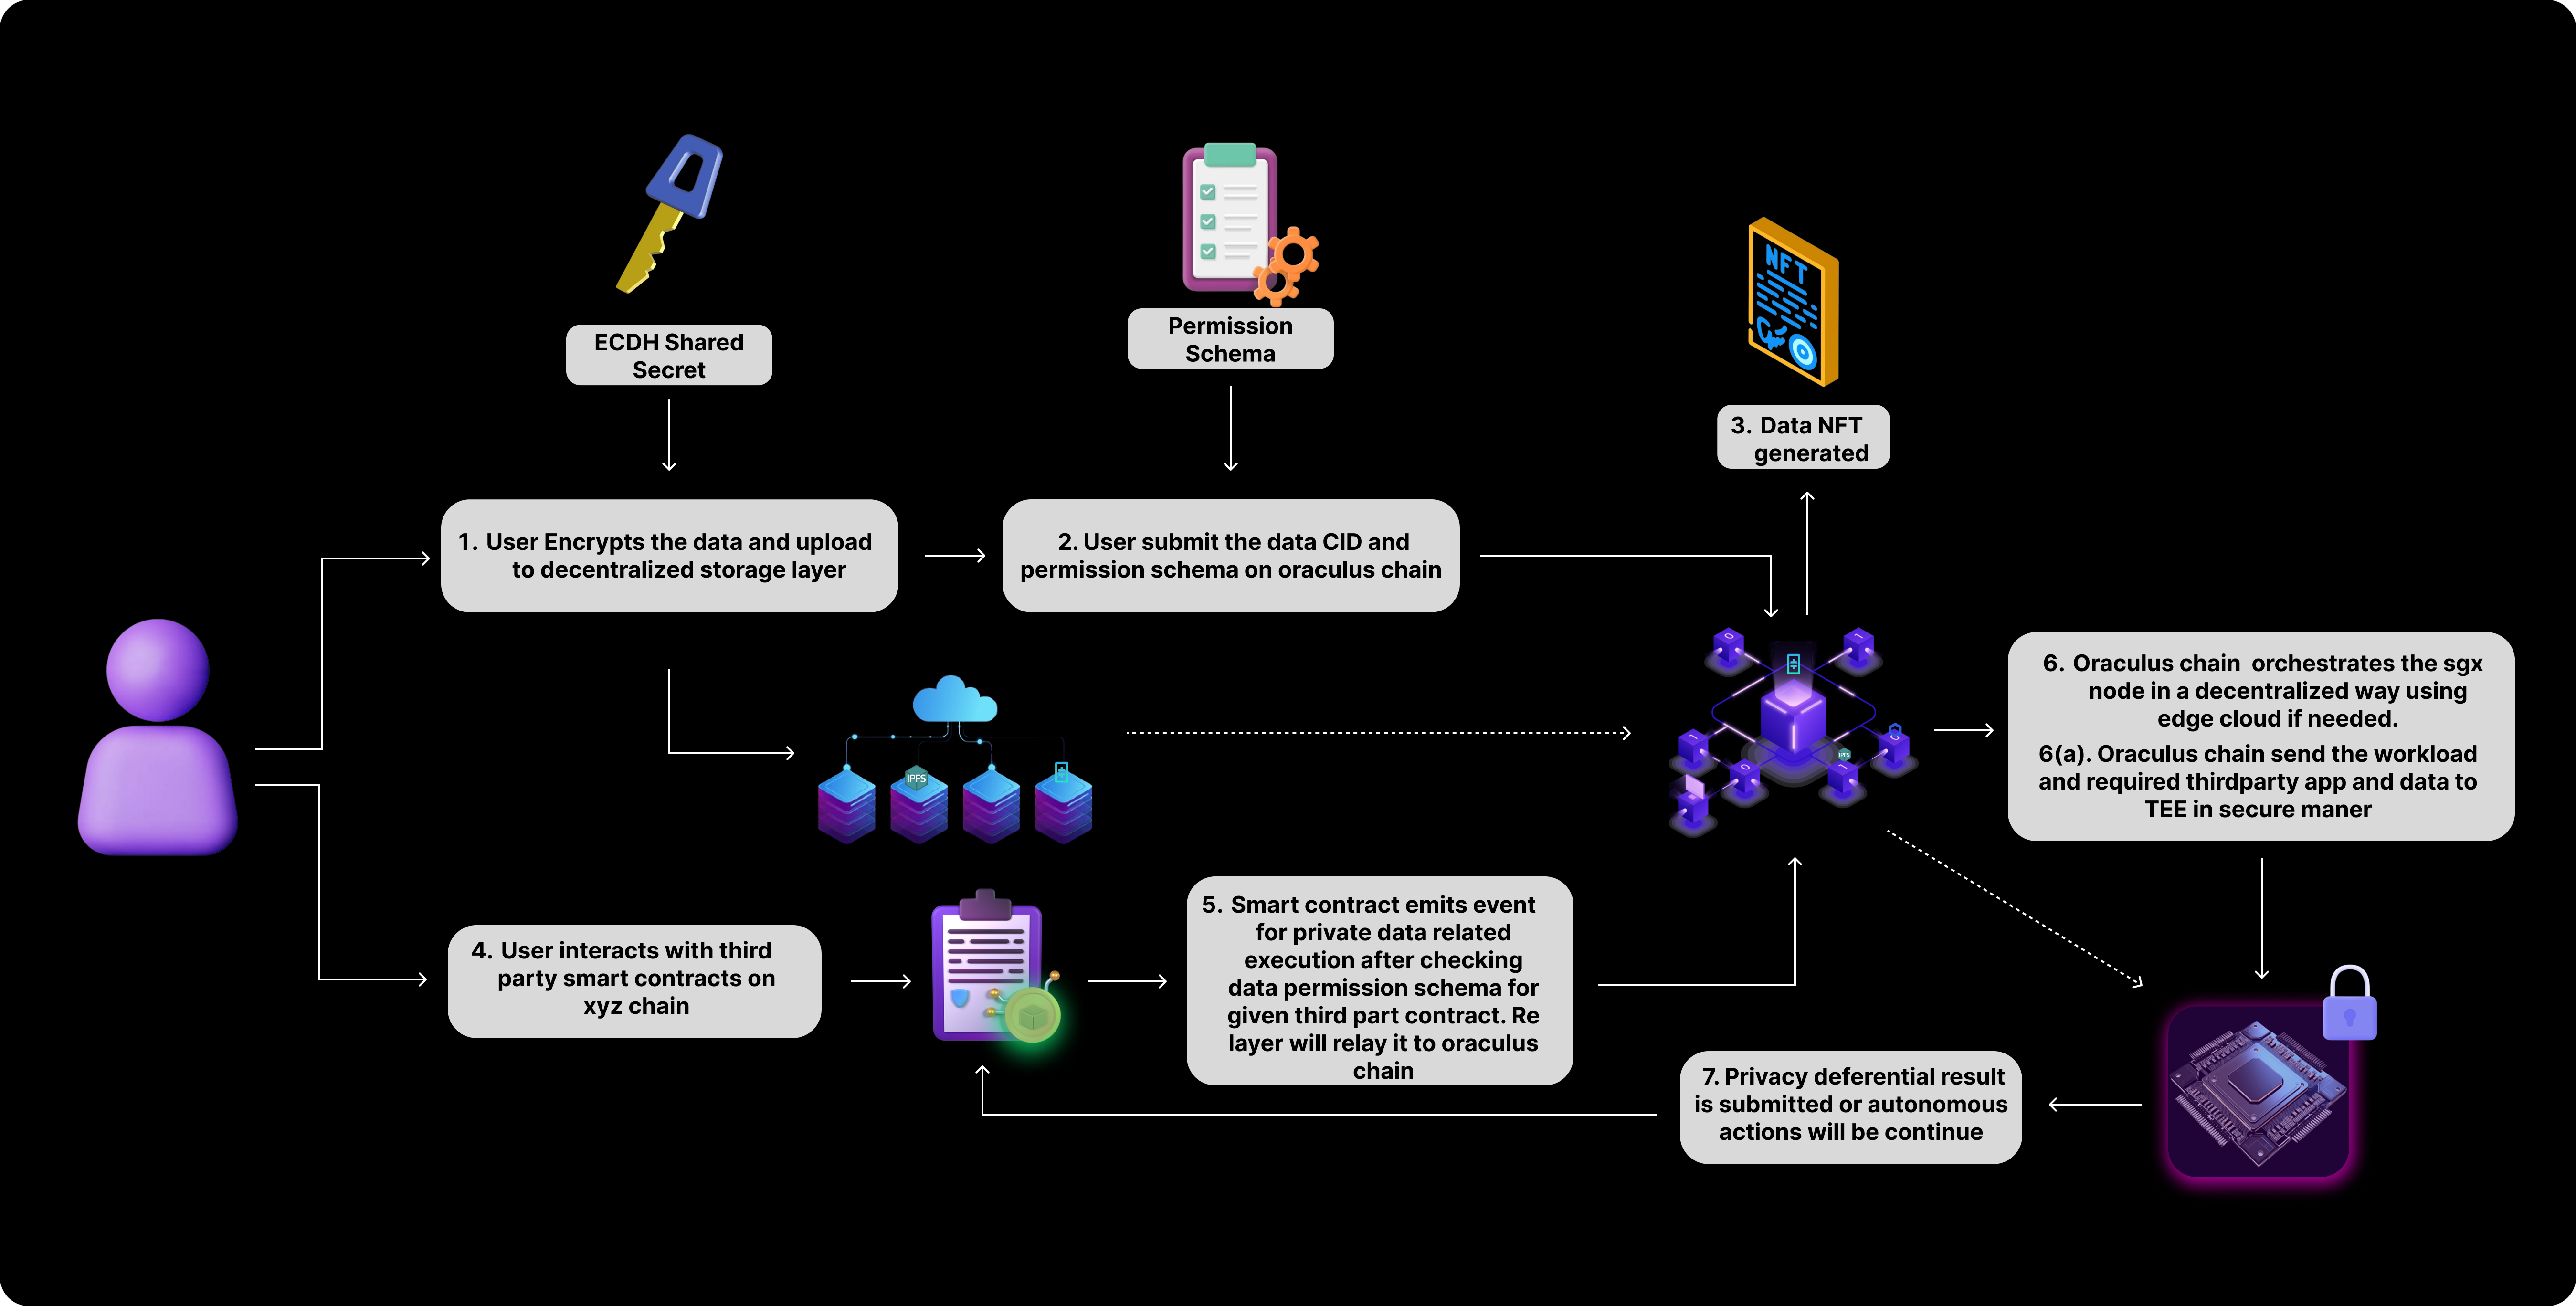 ECDH Shared
Secret
Permission
Schema
NFT
3. Data NFT
generated
1. User Encrypts the data and upload
to decentralized storage layer
2. User submit the data CID and
permission schema on oraculus chain
IPFS
IPFS
6. Oraculus chain  orchestrates the sgx
node in a decentralized way using
edge cloud if needed.
6(a). Oraculus chain send the workload
and required thirdparty app and data to
TEE in secure maner
4. User interacts with third
party smart contracts on
xyz chain
5. Smart contract emits event
for private data related
execution after checking
data permission schema for
given third part contract. Re
layer will relay it to oraculus
chain
7. Privacy deferential result
is submitted or autonomous
actions will be continue